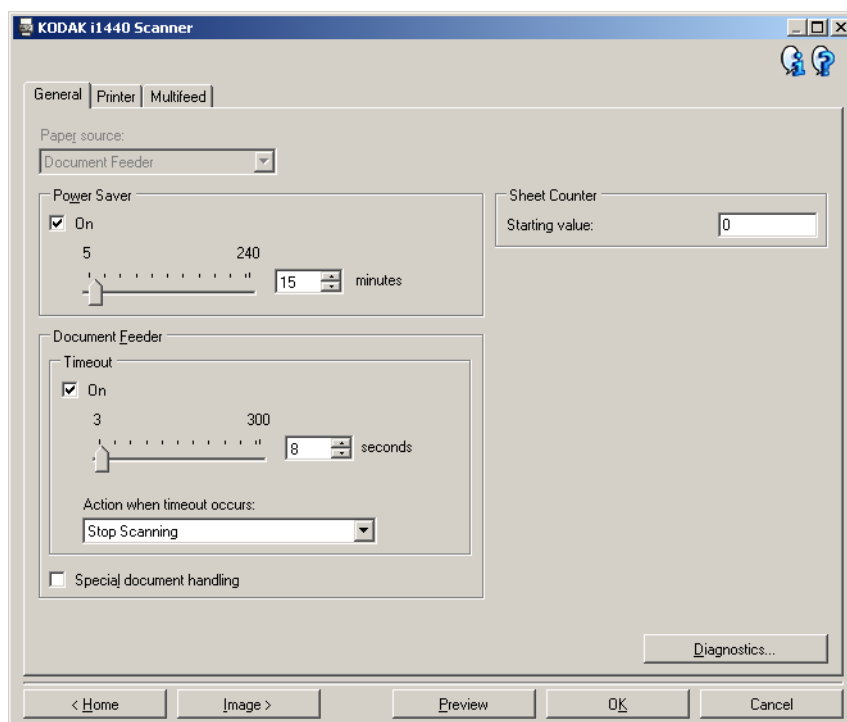 KODAK i1440 Scanner
General Printer Multifeed
Paper source:
Document Feeder
Power Saver
On
5 240
15 minutes
Sheet Counter
Starting value: 0
Document Feeder
Timeout
On
3 300
8 seconds
Action when timeout occurs:
Stop Scanning
Special document handling
Diagnostics...
< Home Image > Preview OK Cancel